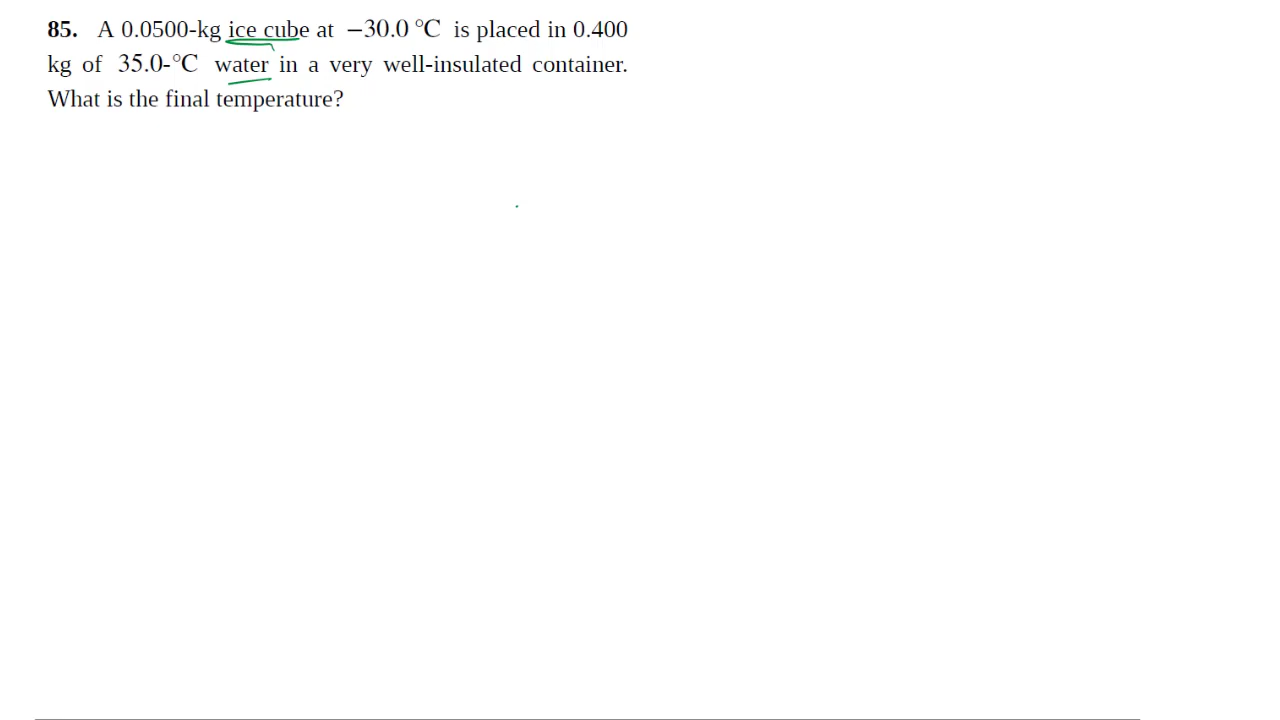 85. A 0.0500-kg ice cube at −30.0 °C is placed in 0.400
kg of 35.0-°C water in a very well-insulated container.
What is the final temperature?